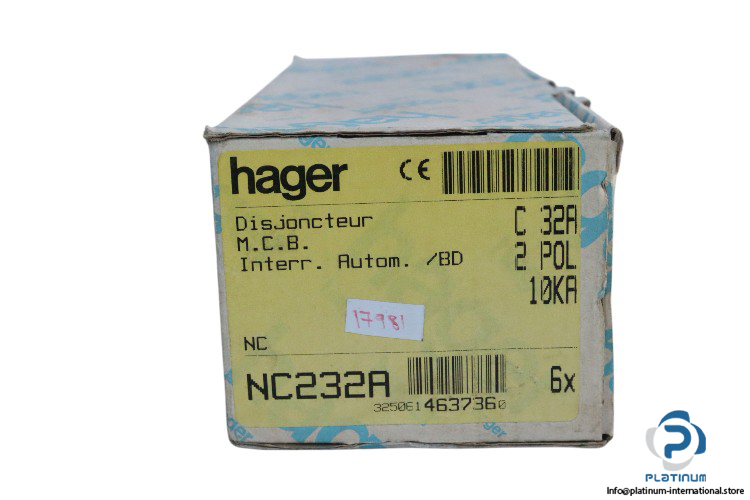 hager CE
Disjoncteur C 32A
M.C.B. 2 POL
Interr. Autom. /BD 10KA
17981
NC
NC232A 6x
3250614637360
PLATINUM
Info@platinum-international.store